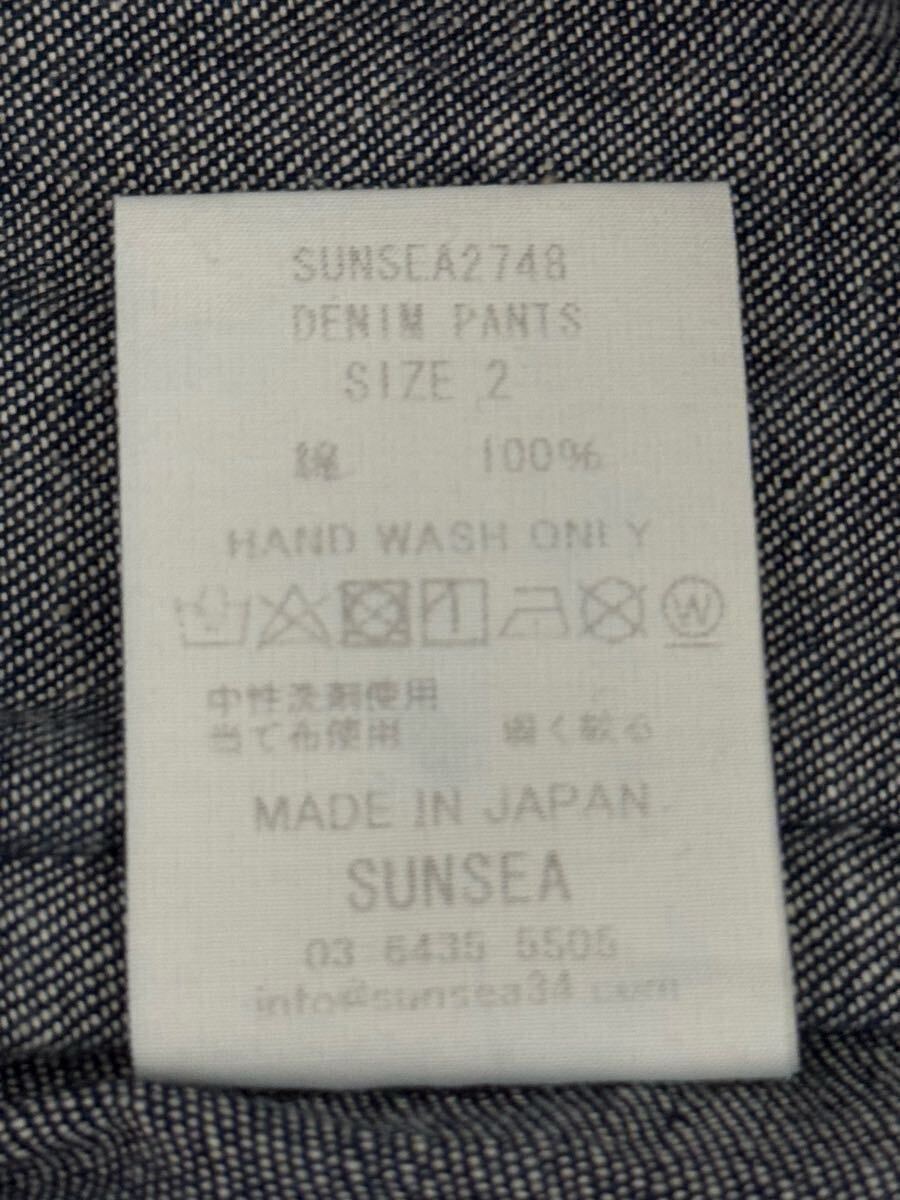 SUNSEA2748
DENIM PANTS
SIZE 2
綿 100%
HAND WASH ONLY
W
中性洗剤使用
当て布使用 弱く絞る
MADE IN JAPAN
SUNSEA
03 6435 5505
info@sunsea34.com